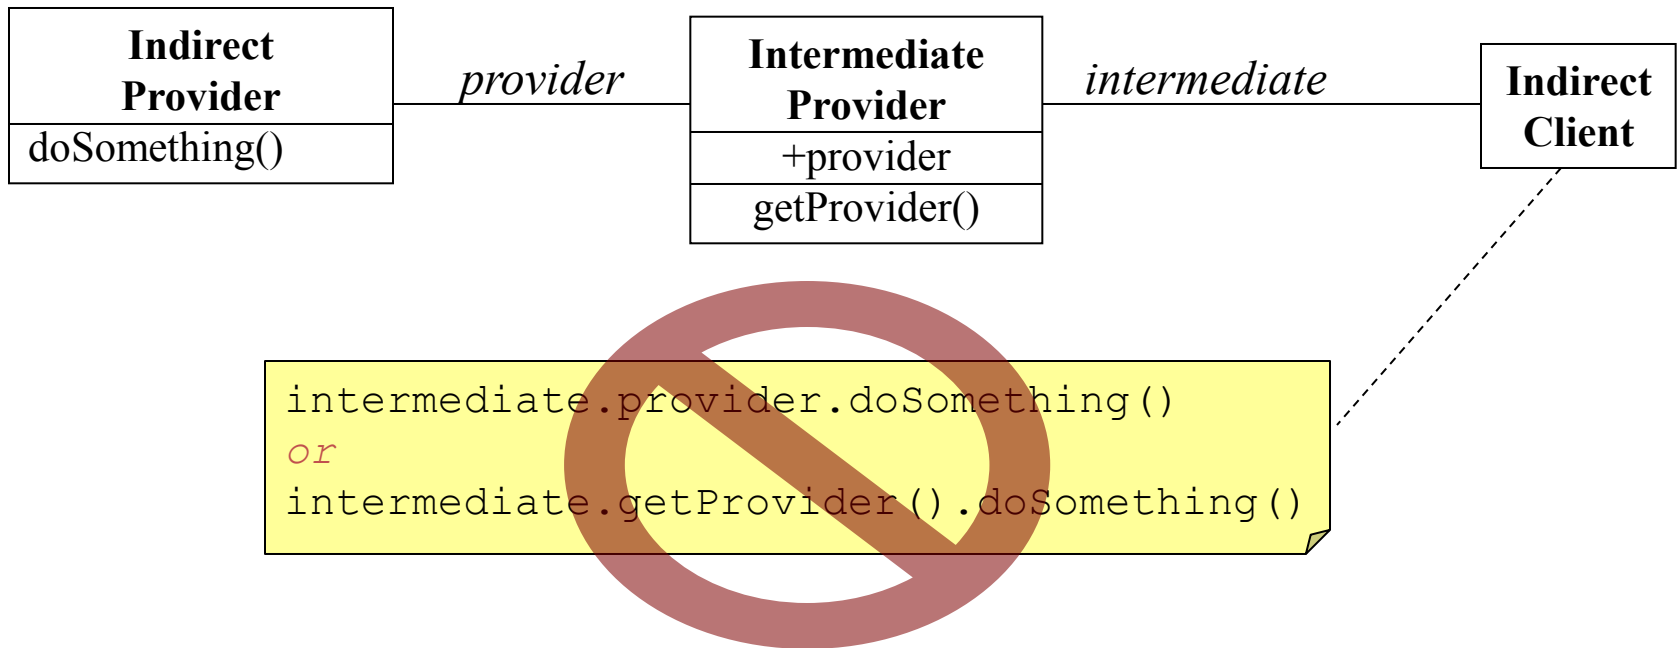 Indirect
Provider
doSomething()
provider
Intermediate
Provider
+provider
getProvider()
intermediate
Indirect
Client
intermediate.provider.doSomething()
or
intermediate.getProvider().doSomething()